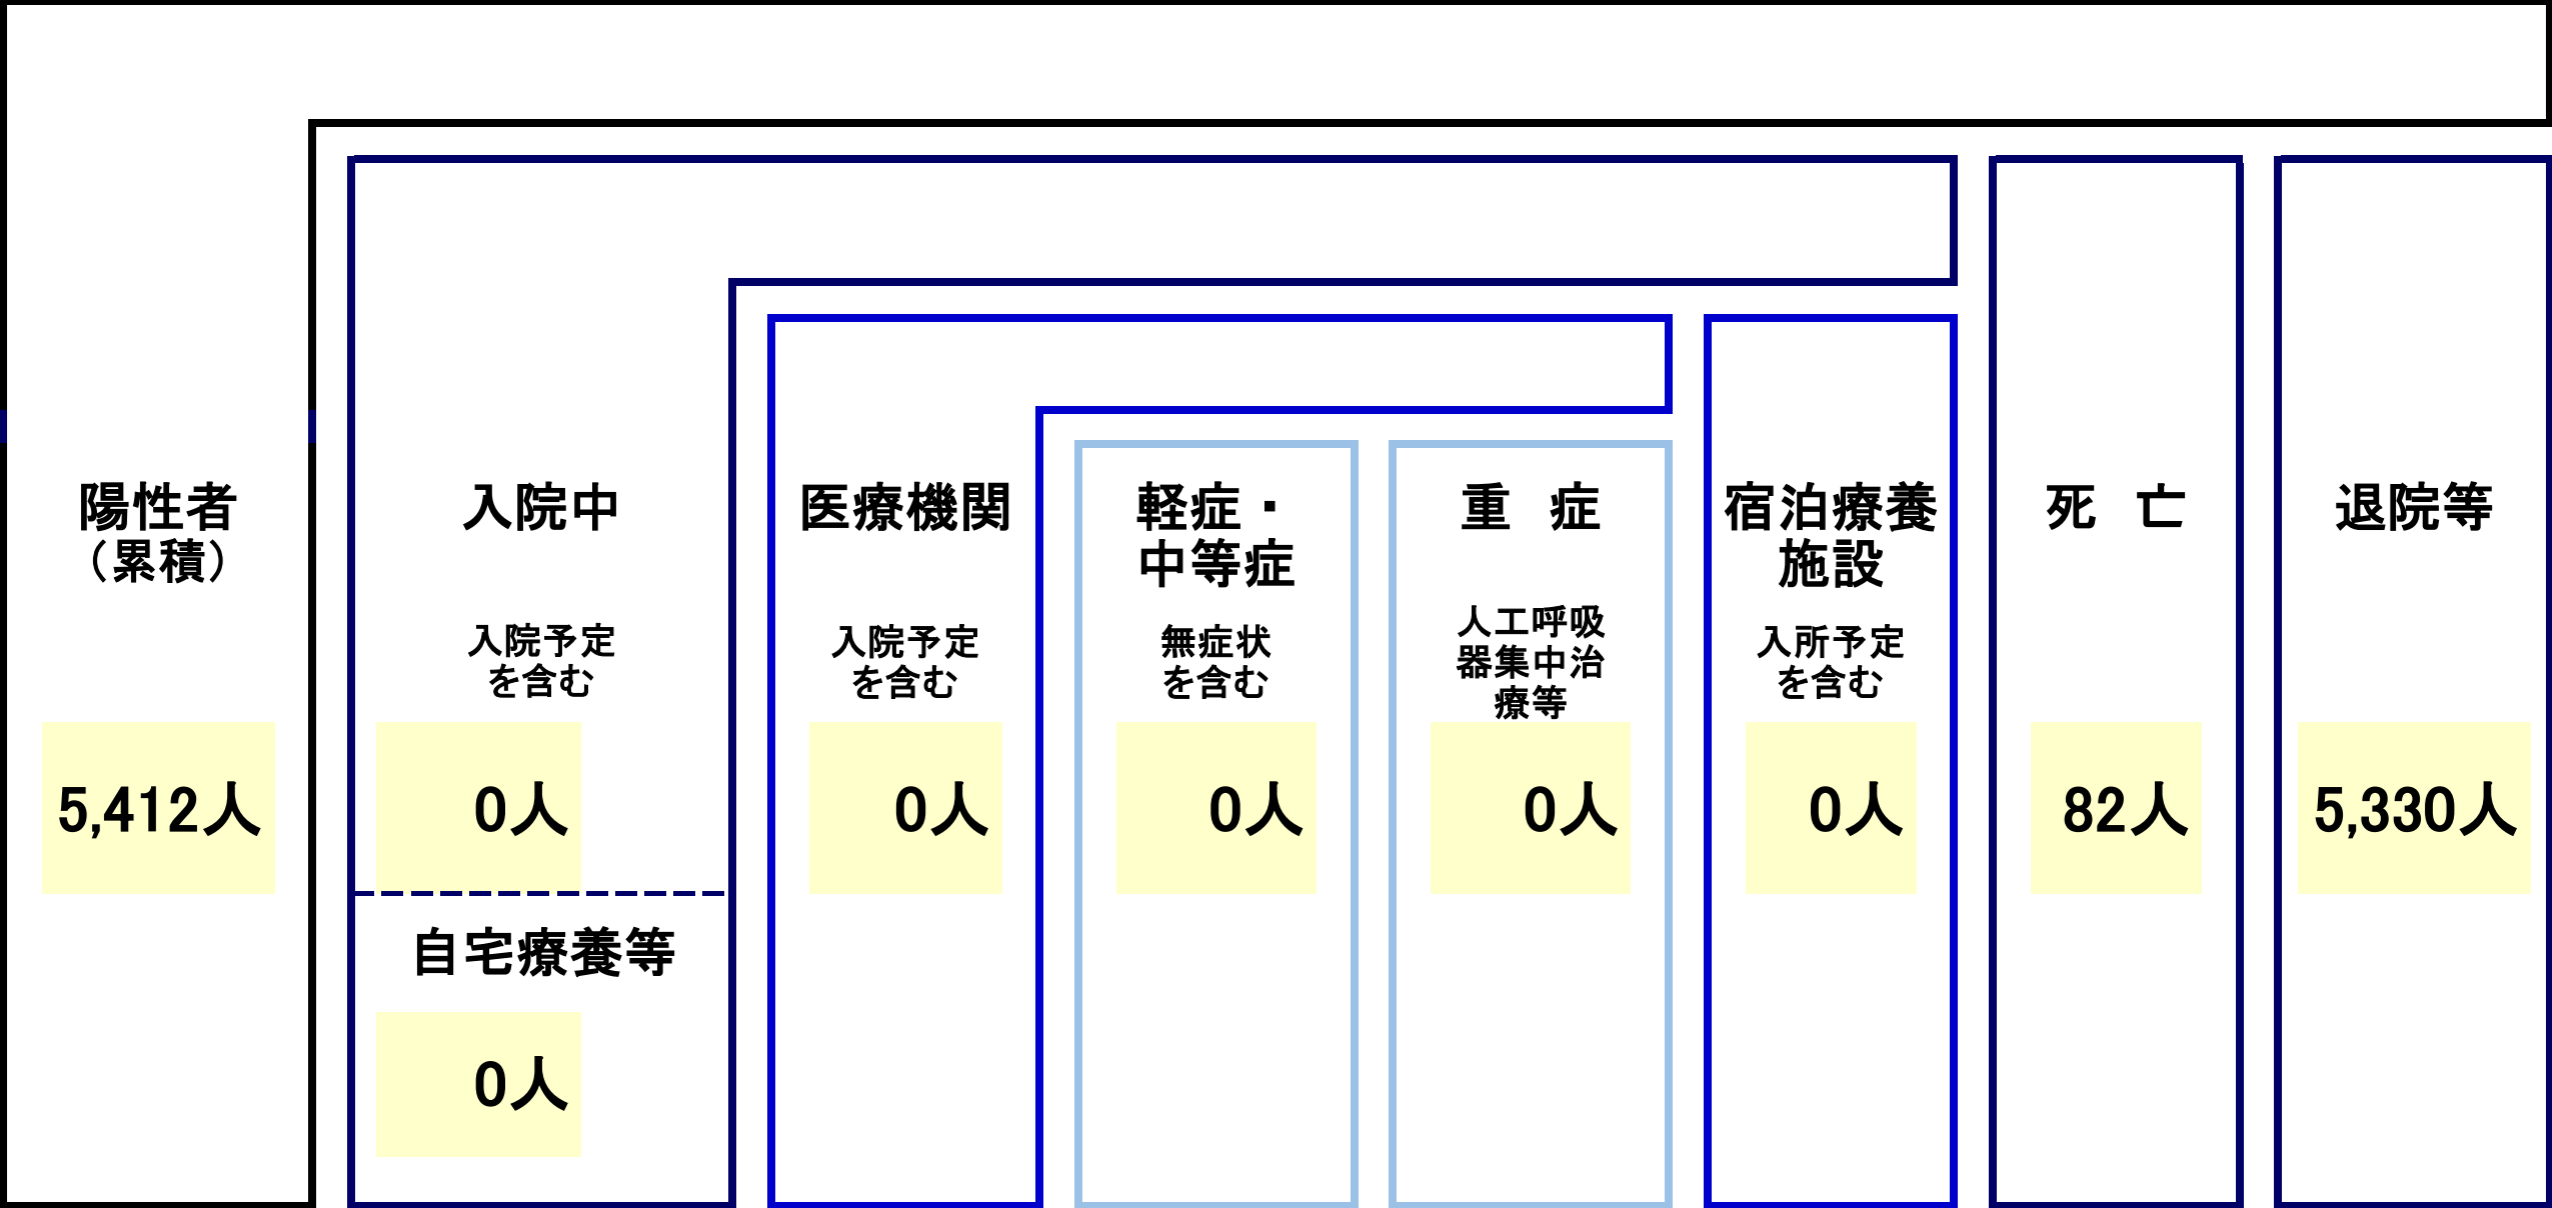 陽性者
（累積）
5,412人
入院中
入院予定
を含む
0人
自宅療養等
0人
医療機関
入院予定
を含む
0人
軽症・
中等症
無症状
を含む
0人
重　症
人工呼吸
器集中治
療等
0人
宿泊療養
施設
入所予定
を含む
0人
死　亡
82人
退院等
5,330人